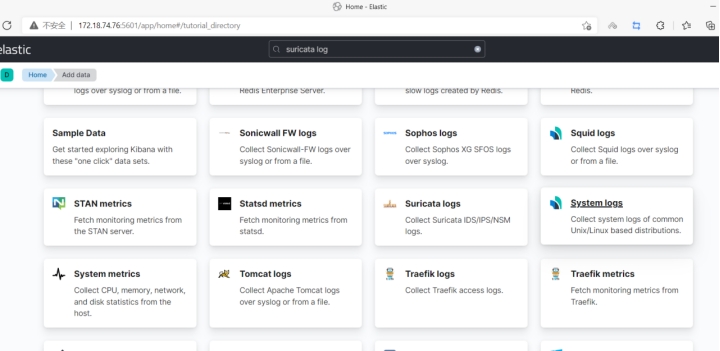 Home - Elastic
不安全 | 172.18.74.76:5601/app/home#/tutorial_directory
elastic
suricata log
D Home Add data
logs over syslog or from a file.
Redis Enterprise Server.
slow logs created by Redis.
Redis.
Sample Data
Get started exploring Kibana with
these "one click" data sets.
Sonicwall FW logs
Collect Sonicwall-FW logs over
syslog or from a file.
Sophos logs
Collect Sophos XG SFOS logs
over syslog.
Squid logs
Collect Squid logs over syslog
or from a file.
STAN metrics
Fetch monitoring metrics from
the STAN server.
Statsd metrics
Fetch monitoring metrics from
statsd.
Suricata logs
Collect Suricata IDS/IPS/NSM
logs.
System logs
Collect system logs of common
Unix/Linux based distributions.
System metrics
Collect CPU, memory, network,
and disk statistics from the
host.
Tomcat logs
Collect Apache Tomcat logs
over syslog or from a file.
Traefik logs
Collect Traefik access logs.
Traefik metrics
Fetch monitoring metrics from
Traefik.